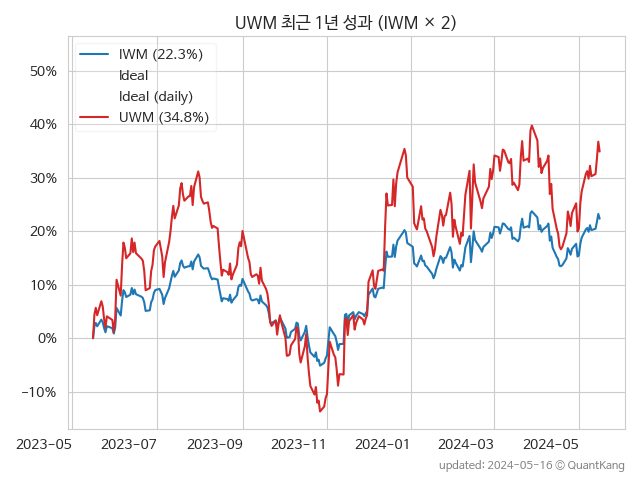 UWM 최근 1년 성과 (IWM × 2)
IWM (22.3%)
Ideal
Ideal (daily)
UWM (34.8%)
50%
40%
30%
20%
10%
0%
−10%
2023-05 2023-07 2023-09 2023-11 2024-01 2024-03 2024-05
updated: 2024-05-16 © QuantKang